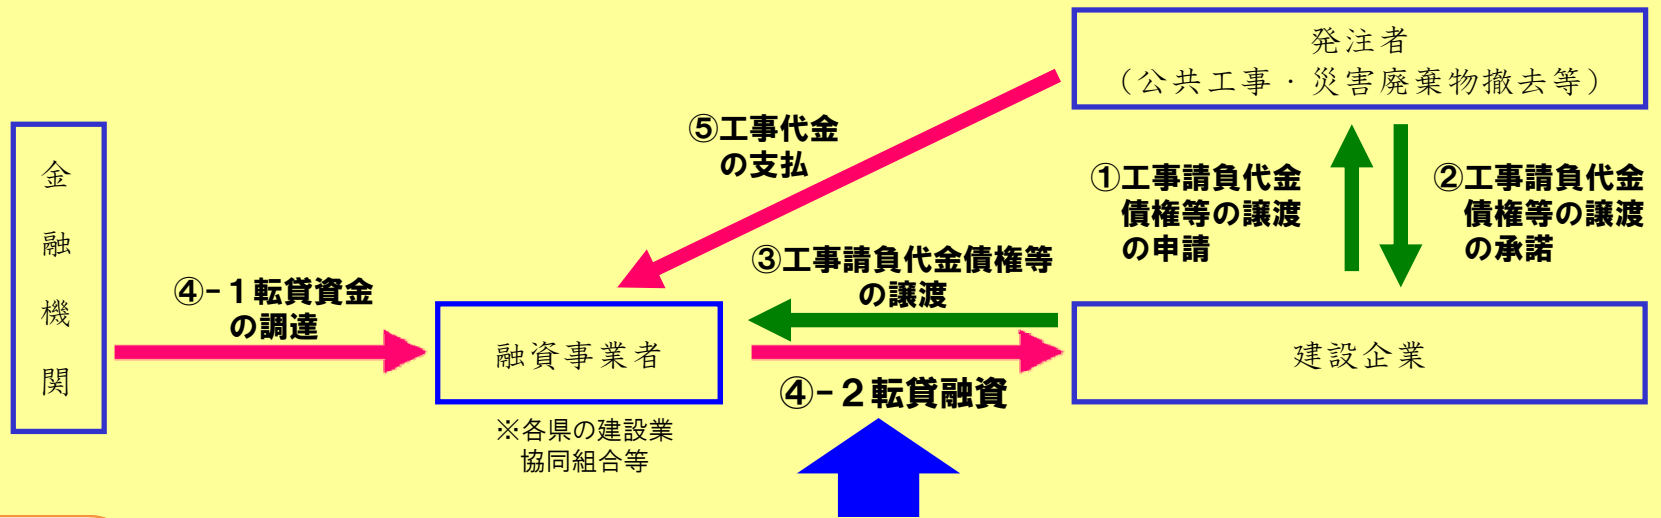 発注者
（公共工事・災害廃棄物撤去等）
金融機関
⑤工事代金
の支払
①工事請負代金
債権等の譲渡
の申請
②工事請負代金
債権等の譲渡
の承諾
③工事請負代金債権等
の譲渡
④-１転貸資金
の調達
融資事業者
建設企業
④-２転貸融資
※各県の建設業
協同組合等